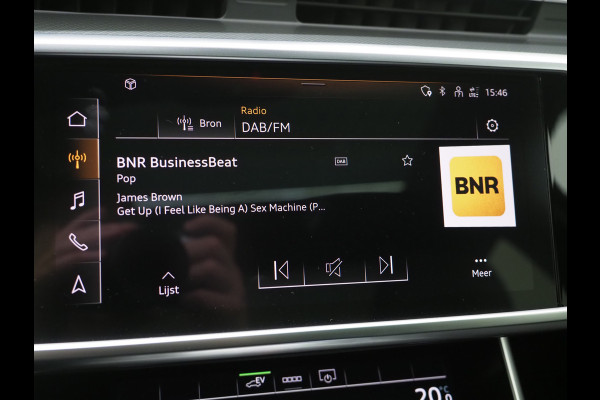 15:46
Radio
Bron
DAB/FM
BNR BusinessBeat
DAB
Pop
James Brown
Get Up (I Feel Like Being A) Sex Machine (P...
BNR
Lijst
Meer
EV
20.0 °C